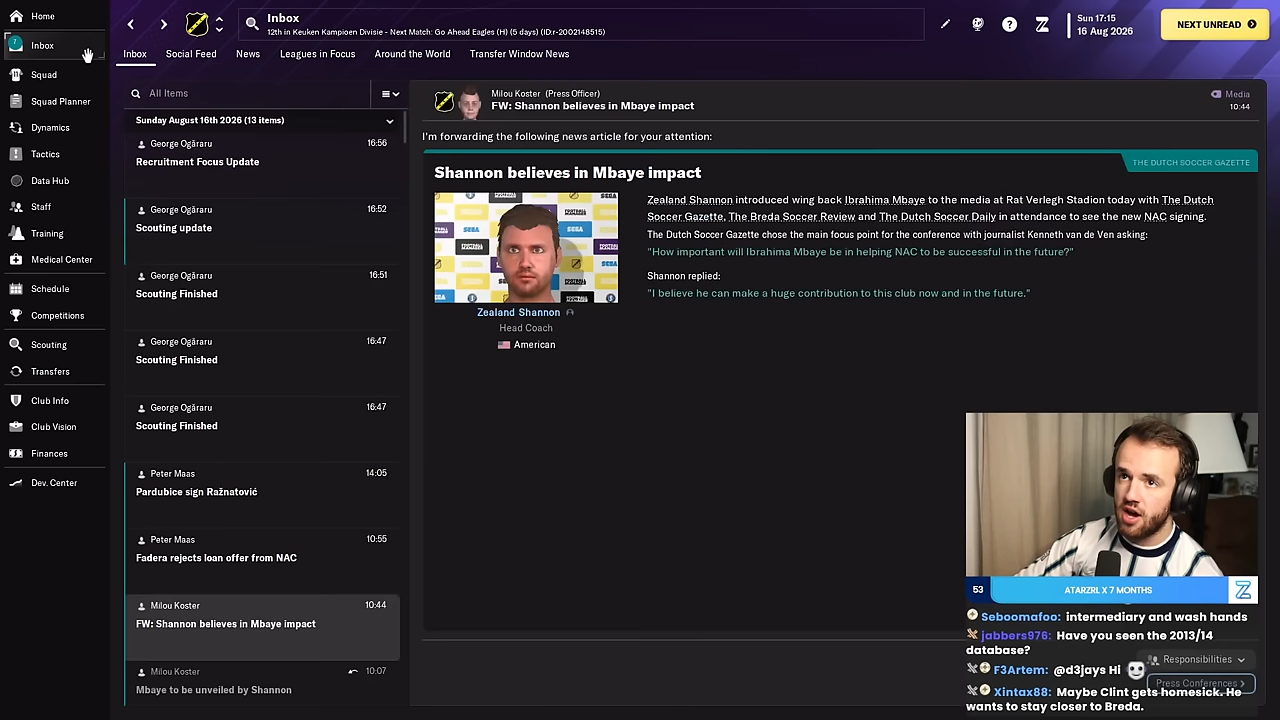 Home
Inbox
7
Squad
Squad Planner
Dynamics
Tactics
Data Hub
Staff
Training
Medical Center
Schedule
Competitions
Scouting
Transfers
Club Info
Club Vision
Finances
Dev. Center
Inbox
12th in Keuken Kampioen Divisie - Next Match: Go Ahead Eagles (H) (5 days) (ID:r-2002148515)
Sun 17:15
16 Aug 2026
NEXT UNREAD
Inbox
Social Feed
News
Leagues in Focus
Around the World
Transfer Window News
All Items
Sunday August 16th 2026 (13 items)
George Ogăraru 16:56
Recruitment Focus Update
George Ogăraru 16:52
Scouting update
George Ogăraru 16:51
Scouting Finished
George Ogăraru 16:47
Scouting Finished
George Ogăraru 16:47
Scouting Finished
Peter Maas 14:05
Pardubice sign Ražnatović
Peter Maas 10:55
Fadera rejects loan offer from NAC
Milou Koster 10:44
FW: Shannon believes in Mbaye impact
Milou Koster 10:07
Mbaye to be unveiled by Shannon
Milou Koster (Press Officer)
FW: Shannon believes in Mbaye impact
Media
10:44
I'm forwarding the following news article for your attention:
THE DUTCH SOCCER GAZETTE
Shannon believes in Mbaye impact
SEGA
Zealand Shannon
Head Coach
American
Zealand Shannon introduced wing back Ibrahima Mbaye to the media at Rat Verlegh Stadion today with The Dutch
Soccer Gazette, The Breda Soccer Review and The Dutch Soccer Daily in attendance to see the new NAC signing.
The Dutch Soccer Gazette chose the main focus point for the conference with journalist Kenneth van de Ven asking:
"How important will Ibrahima Mbaye be in helping NAC to be successful in the future?"
Shannon replied:
"I believe he can make a huge contribution to this club now and in the future."
53
ATARZRL X 7 MONTHS
Seboomafoo: intermediary and wash hands
jabbers976: Have you seen the 2013/14
database?
F3Artem: @d3jays Hi
Xintax88: Maybe Clint gets homesick. He
wants to stay closer to Breda.
Responsibilities
Press Conferences